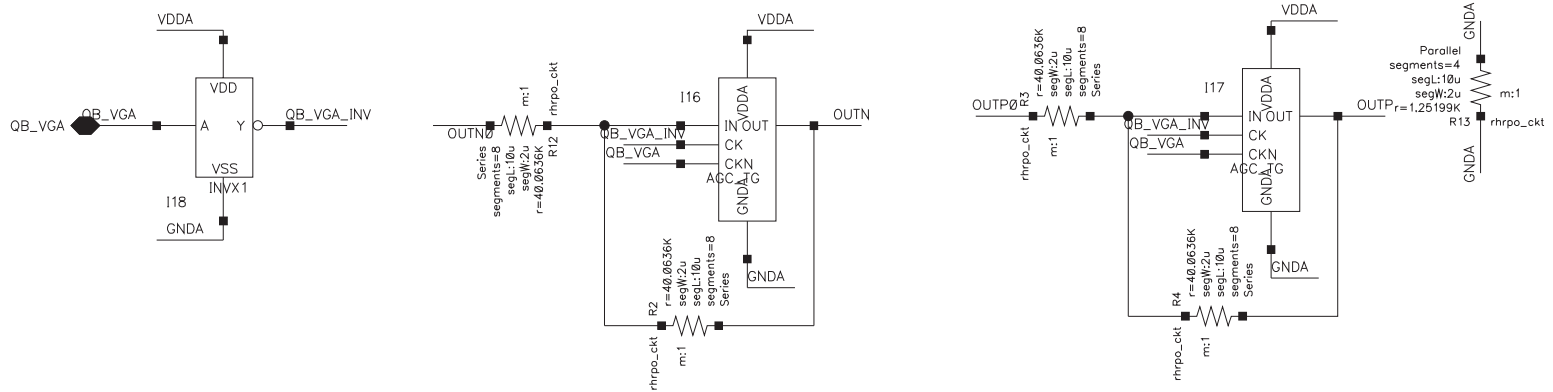 VDDA
VDD
QB_VGA
QB_VGA
A
Y
QB_VGA_INV
VSS
INVX1
I18
GNDA
VDDA
I16
VDDA
m:1
rhrpo_ckt
OUTN0
R12
Series
segments=8
segL:10u
segW:2u
r=40.0636K
IN OUT
OUTN
QB_VGA_INV
CK
QB_VGA
CKN
AGC_TG
GNDA
GNDA
R2
r=40.0636K
segW:2u
segL:10u
segments=8
Series
rhrpo_ckt
m:1
VDDA
I17
VDDA
OUTP0
R3
r=40.0636K
segW:2u
segL:10u
segments=8
Series
rhrpo_ckt
m:1
IN OUT
OUTP
QB_VGA_INV
CK
QB_VGA
CKN
AGC_TG
GNDA
GNDA
R4
r=40.0636K
segW:2u
segL:10u
segments=8
Series
rhrpo_ckt
m:1
GNDA
Parallel
segments=4
segL:10u
segW:2u
r=1.25199K
m:1
R13
rhrpo_ckt
GNDA